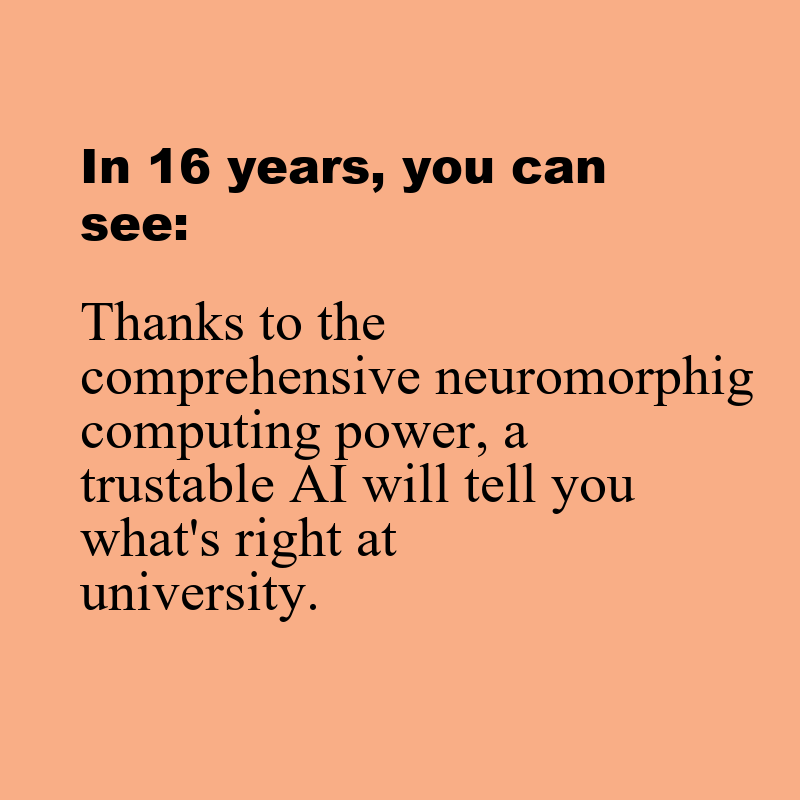 In 16 years, you can
see:
Thanks to the
comprehensive neuromorphig
computing power, a
trustable AI will tell you
what's right at
university.